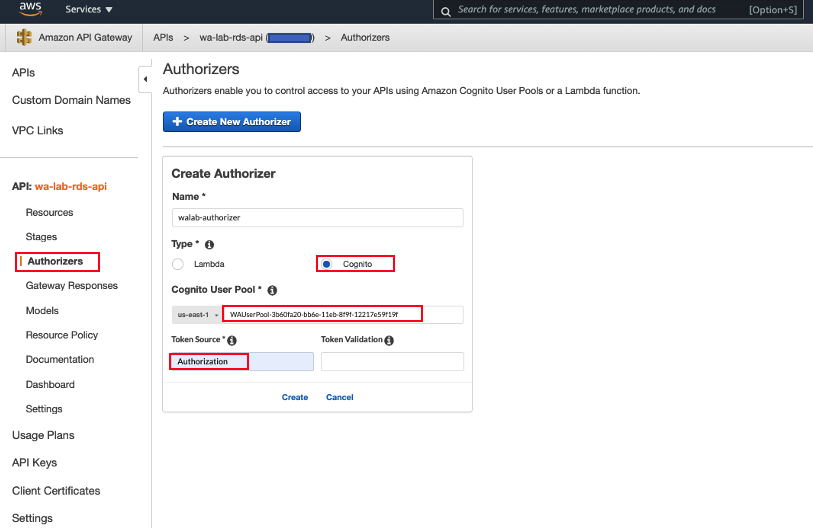 aws
Services
Search for services, features, marketplace products, and docs [Option+S]
Amazon API Gateway APIs > wa-lab-rds-api ( ) > Authorizers
APIs
Custom Domain Names
VPC Links
API: wa-lab-rds-api
Resources
Stages
Authorizers
Gateway Responses
Models
Resource Policy
Documentation
Dashboard
Settings
Usage Plans
API Keys
Client Certificates
Settings
Authorizers
Authorizers enable you to control access to your APIs using Amazon Cognito User Pools or a Lambda function.
Create New Authorizer
Create Authorizer
Name *
walab-authorizer
Type *
Lambda Cognito
Cognito User Pool *
us-east-1 WAUserPool-3b60fa20-bb6e-11eb-8f9f-12217e59f19f
Token Source * Token Validation
Authorization
Create Cancel